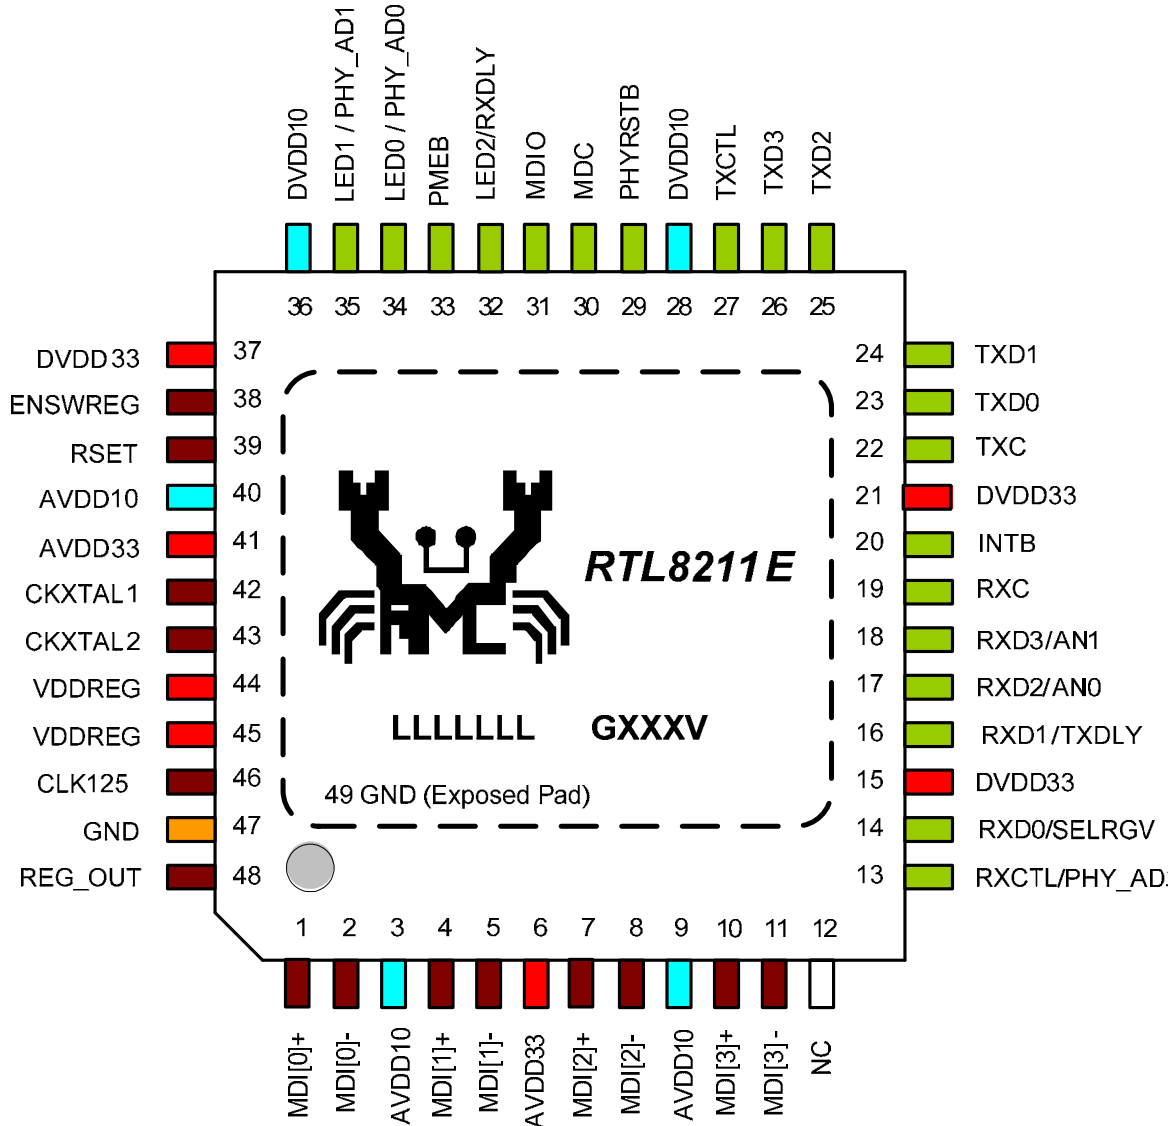 DVDD10
LED1 / PHY_AD1
LED0 / PHY_AD0
PMEB
LED2/RXDLY
MDIO
MDC
PHYRSTB
DVDD10
TXCTL
TXD3
TXD2
36 35 34 33 32 31 30 29 28 27 26 25
DVDD33 37
ENSWREG 38
RSET 39
AVDD10 40
AVDD33 41
CKXTAL1 42
CKXTAL2 43
VDDREG 44
VDDREG 45
CLK125 46
GND 47
REG_OUT 48
RTL8211E
LLLLLLL GXXXV
49 GND (Exposed Pad)
24 TXD1
23 TXD0
22 TXC
21 DVDD33
20 INTB
19 RXC
18 RXD3/AN1
17 RXD2/AN0
16 RXD1/TXDLY
15 DVDD33
14 RXD0/SELRGV
13 RXCTL/PHY_AD
1 2 3 4 5 6 7 8 9 10 11 12
MDI[0]+
MDI[0]-
AVDD10
MDI[1]+
MDI[1]-
AVDD33
MDI[2]+
MDI[2]-
AVDD10
MDI[3]+
MDI[3]-
NC